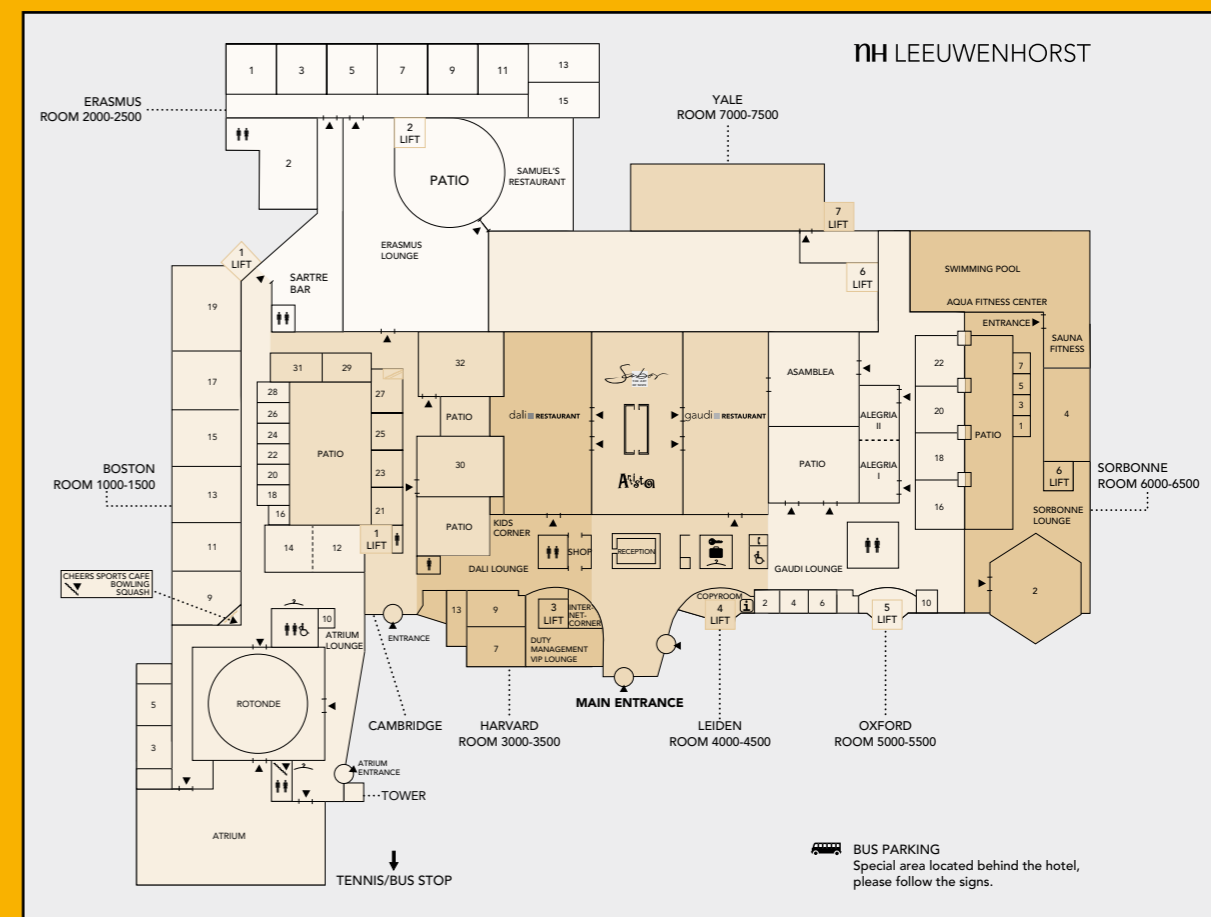 nH LEEUWENHORST
1
3
5
7
9
11
13
15
ERASMUS
ROOM 2000-2500
YALE
ROOM 7000-7500
2
LIFT
2
PATIO
SAMUEL'S
RESTAURANT
7
LIFT
ERASMUS
LOUNGE
1
LIFT
SARTRE
BAR
6
LIFT
SWIMMING POOL
AQUA FITNESS CENTER
ENTRANCE
SAUNA
FITNESS
19
17
15
13
11
9
31
29
28
26
24
22
20
18
16
PATIO
27
25
23
21
14
12
1
LIFT
32
PATIO
30
PATIO
dali RESTAURANT
gaudi RESTAURANT
ASAMBLEA
PATIO
ALEGRIA
II
ALEGRIA
I
22
20
18
16
PATIO
7
5
3
1
4
6
LIFT
SORBONNE
LOUNGE
2
BOSTON
ROOM 1000-1500
SORBONNE
ROOM 6000-6500
KIDS
CORNER
DALI LOUNGE
SHOP
RECEPTION
GAUDI LOUNGE
CHEERS SPORTS CAFE
BOWLING
SQUASH
10
ATRIUM
LOUNGE
ENTRANCE
13
9
7
3
LIFT
INTER-
NET-
CORNER
DUTY
MANAGEMENT
VIP LOUNGE
COPYROOM
4
LIFT
i
2
4
6
5
LIFT
10
MAIN ENTRANCE
5
3
ROTONDE
CAMBRIDGE
HARVARD
ROOM 3000-3500
LEIDEN
ROOM 4000-4500
OXFORD
ROOM 5000-5500
ATRIUM
ENTRANCE
TOWER
ATRIUM
TENNIS/BUS STOP
BUS PARKING
Special area located behind the hotel,
please follow the signs.